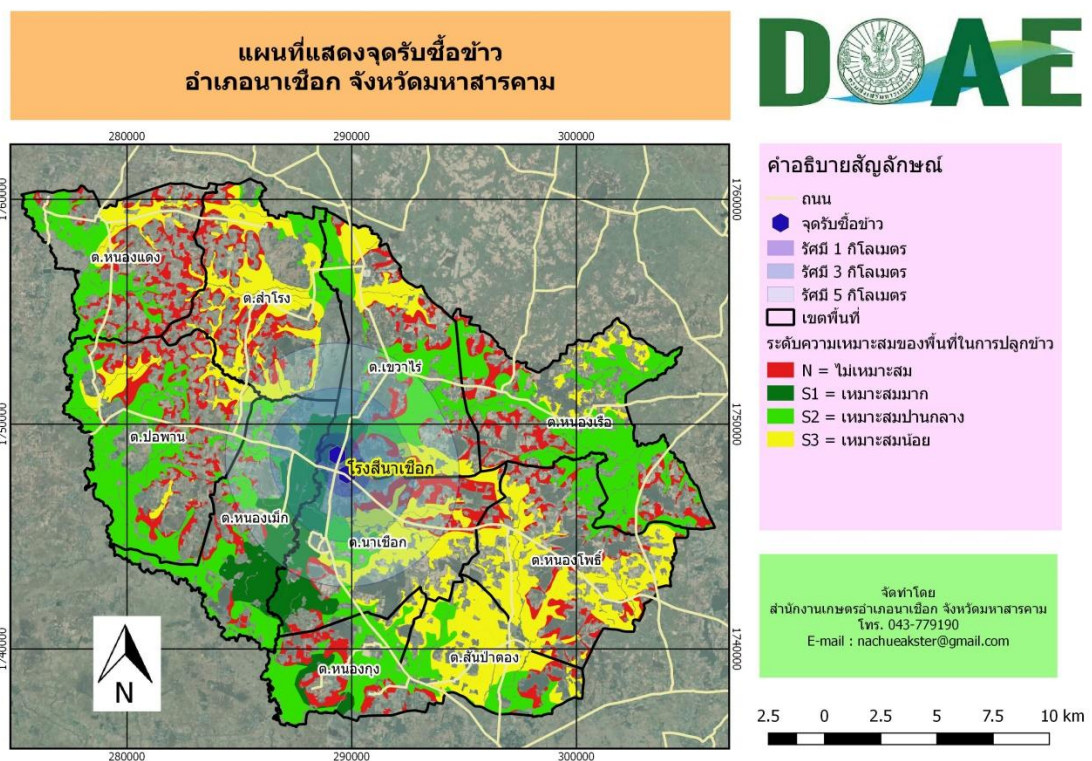 แผนที่แสดงจุดรับซื้อข้าว
อำเภอนาเชือก จังหวัดมหาสารคาม
DOAE
280000 290000 300000
1760000 1760000
1750000 1750000
1740000 1740000
280000 290000 300000
ต.หนองแดง
ต.สำโรง
ต.เขวาไร่
ต.หนองเรือ
ต.ปอพาน
โรงสีนาเชือก
ต.หนองเม็ก
ต.นาเชือก
ต.หนองโพธิ์
ต.สันป่าตอง
ต.หนองกุง
N
คำอธิบายสัญลักษณ์
ถนน
จุดรับซื้อข้าว
รัศมี 1 กิโลเมตร
รัศมี 3 กิโลเมตร
รัศมี 5 กิโลเมตร
เขตพื้นที่
ระดับความเหมาะสมของพื้นที่ในการปลูกข้าว
N = ไม่เหมาะสม
S1 = เหมาะสมมาก
S2 = เหมาะสมปานกลาง
S3 = เหมาะสมน้อย
จัดทำโดย
สำนักงานเกษตรอำเภอนาเชือก จังหวัดมหาสารคาม
โทร. 043-779190
E-mail : nachueakster@gmail.com
2.5 0 2.5 5 7.5 10 km